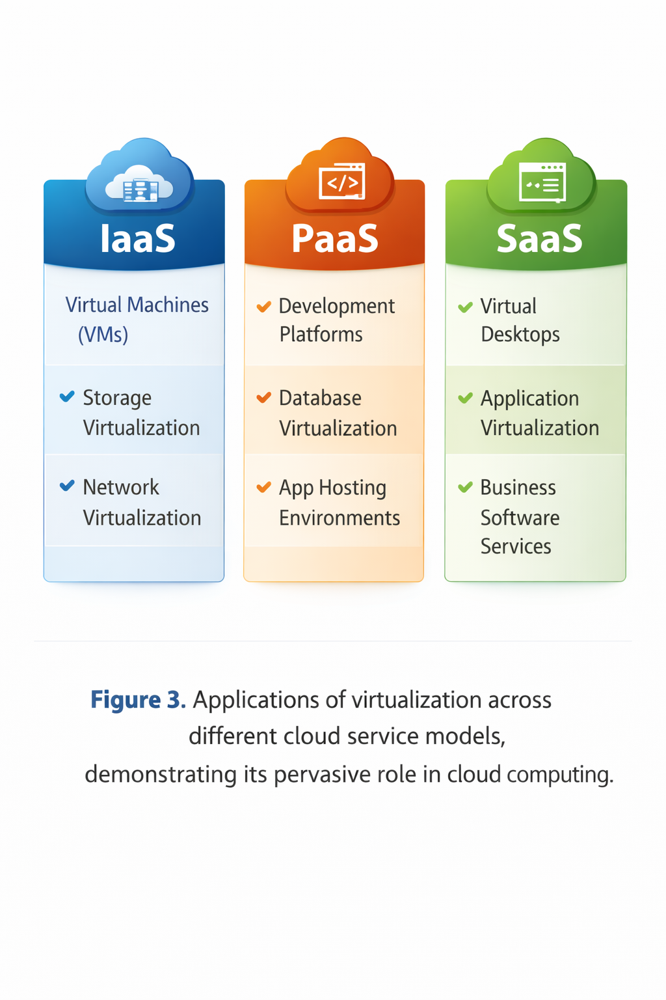 IaaS
Virtual Machines
(VMs)
Storage
Virtualization
Network
Virtualization
PaaS
</>
Development
Platforms
Database
Virtualization
App Hosting
Environments
SaaS
Virtual
Desktops
Application
Virtualization
Business
Software
Services
Figure 3. Applications of virtualization across
different cloud service models,
demonstrating its pervasive role in cloud computing.